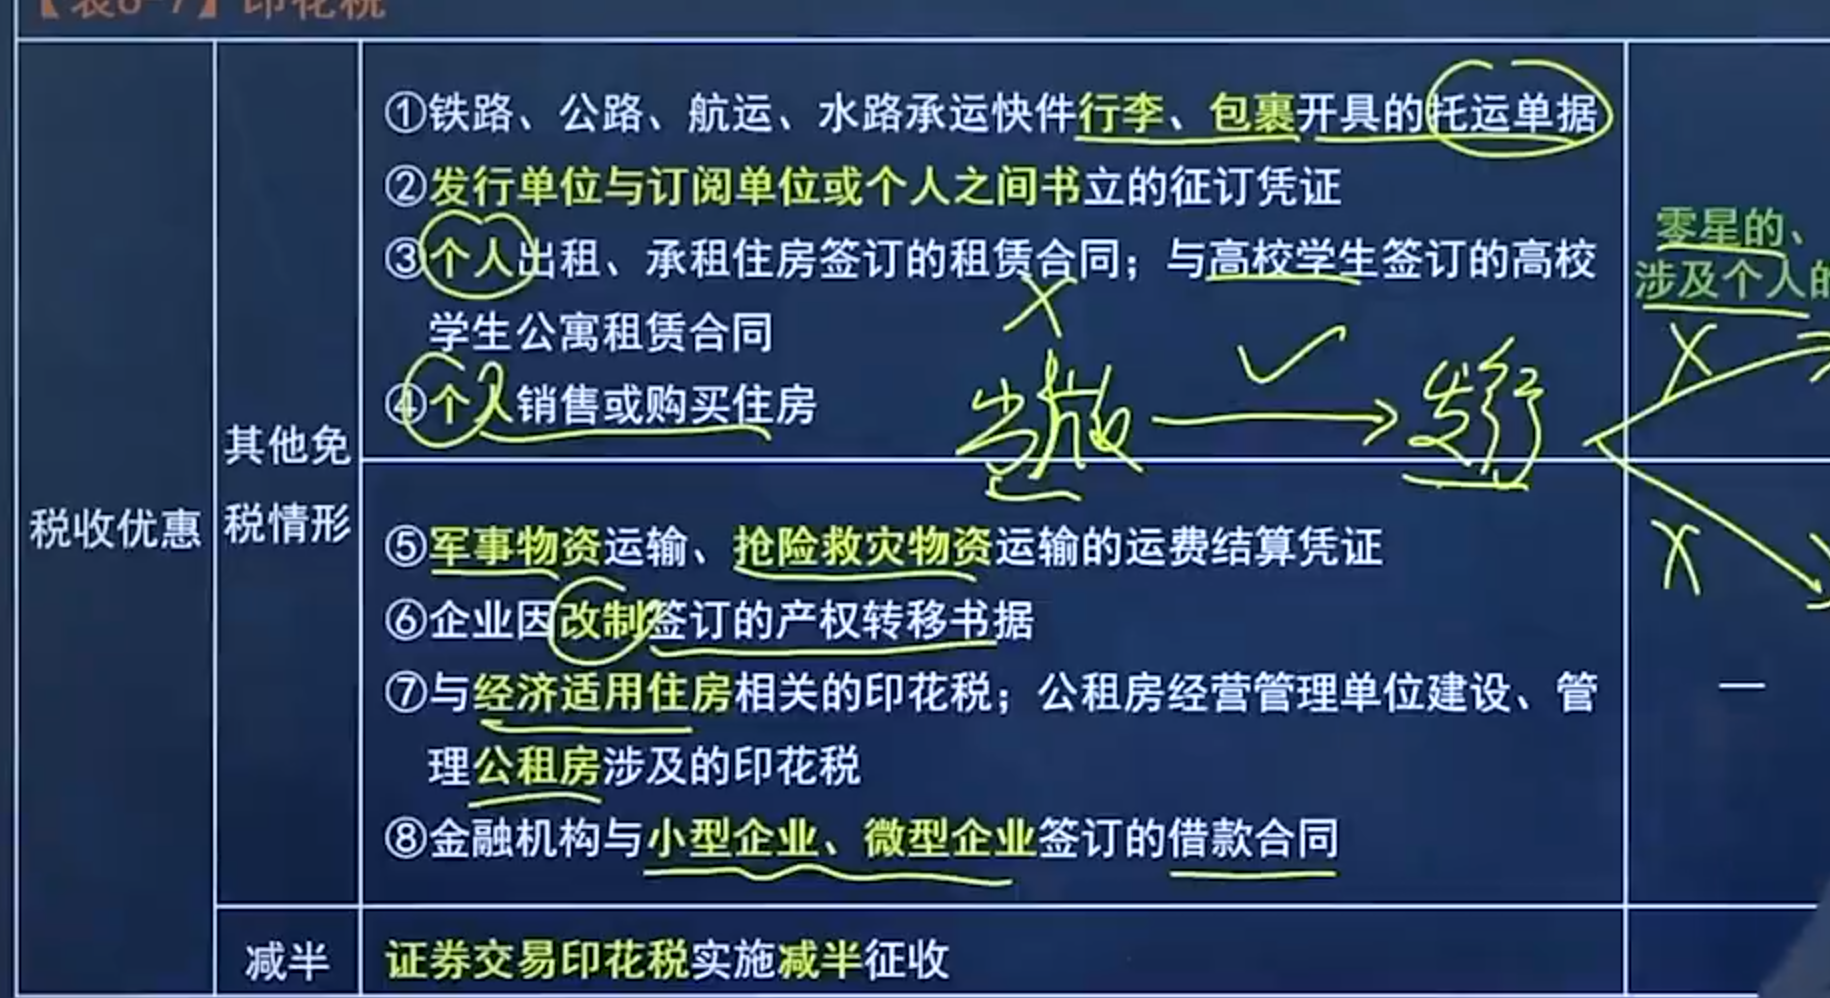 【表6-7】印花税
①铁路、公路、航运、水路承运快件行李、包裹开具的托运单据
②发行单位与订阅单位或个人之间书立的征订凭证
③个人出租、承租住房签订的租赁合同；与高校学生签订的高校
学生公寓租赁合同
④个人销售或购买住房
零星的、
涉及个人的
出版
发行
税收优惠
其他免
税情形
⑤军事物资运输、抢险救灾物资运输的运费结算凭证
⑥企业因改制签订的产权转移书据
⑦与经济适用住房相关的印花税；公租房经营管理单位建设、管
理公租房涉及的印花税
⑧金融机构与小型企业、微型企业签订的借款合同
—
减半
证券交易印花税实施减半征收